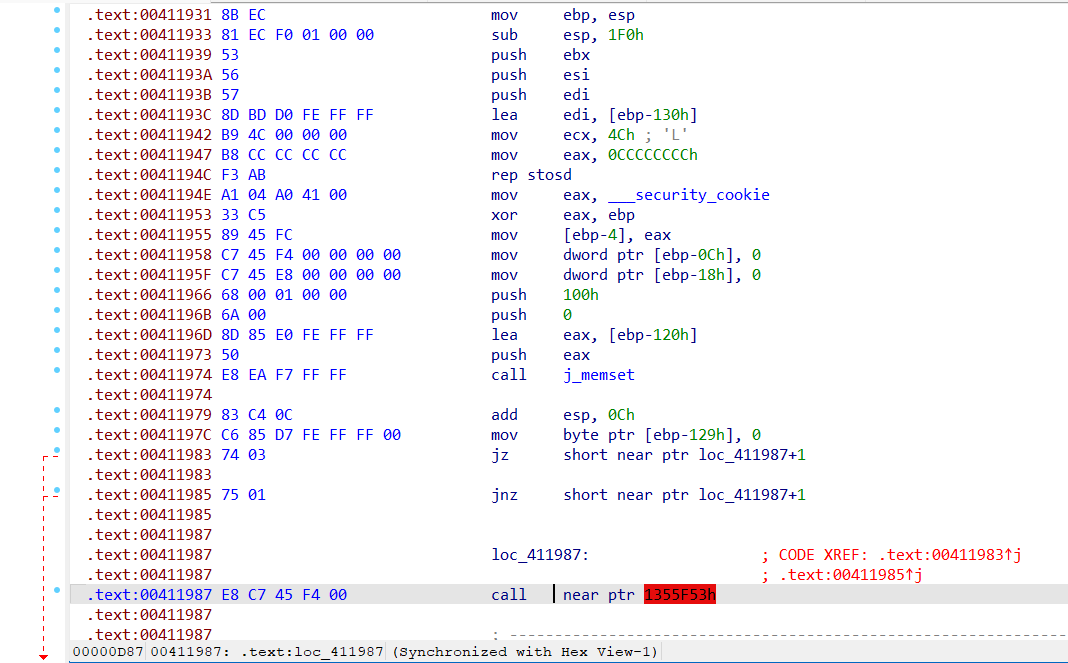 .text:00411931 8B EC mov ebp, esp
.text:00411933 81 EC F0 01 00 00 sub esp, 1F0h
.text:00411939 53 push ebx
.text:0041193A 56 push esi
.text:0041193B 57 push edi
.text:0041193C 8D BD D0 FE FF FF lea edi, [ebp-130h]
.text:00411942 B9 4C 00 00 00 mov ecx, 4Ch ; 'L'
.text:00411947 B8 CC CC CC CC mov eax, 0CCCCCCCCh
.text:0041194C F3 AB rep stosd
.text:0041194E A1 04 A0 41 00 mov eax, ___security_cookie
.text:00411953 33 C5 xor eax, ebp
.text:00411955 89 45 FC mov [ebp-4], eax
.text:00411958 C7 45 F4 00 00 00 00 mov dword ptr [ebp-0Ch], 0
.text:0041195F C7 45 E8 00 00 00 00 mov dword ptr [ebp-18h], 0
.text:00411966 68 00 01 00 00 push 100h
.text:0041196B 6A 00 push 0
.text:0041196D 8D 85 E0 FE FF FF lea eax, [ebp-120h]
.text:00411973 50 push eax
.text:00411974 E8 EA F7 FF FF call j_memset
.text:00411974
.text:00411979 83 C4 0C add esp, 0Ch
.text:0041197C C6 85 D7 FE FF FF 00 mov byte ptr [ebp-129h], 0
.text:00411983 74 03 jz short near ptr loc_411987+1
.text:00411983
.text:00411985 75 01 jnz short near ptr loc_411987+1
.text:00411985
.text:00411987
.text:00411987 loc_411987: ; CODE XREF: .text:00411983↑j
.text:00411987 ; .text:00411985↑j
.text:00411987 E8 C7 45 F4 00 call near ptr 1355F53h
.text:00411987
.text:00411987 ; ---------------------------------------------------------------------------
00000D87 00411987: .text:loc_411987 (Synchronized with Hex View-1)